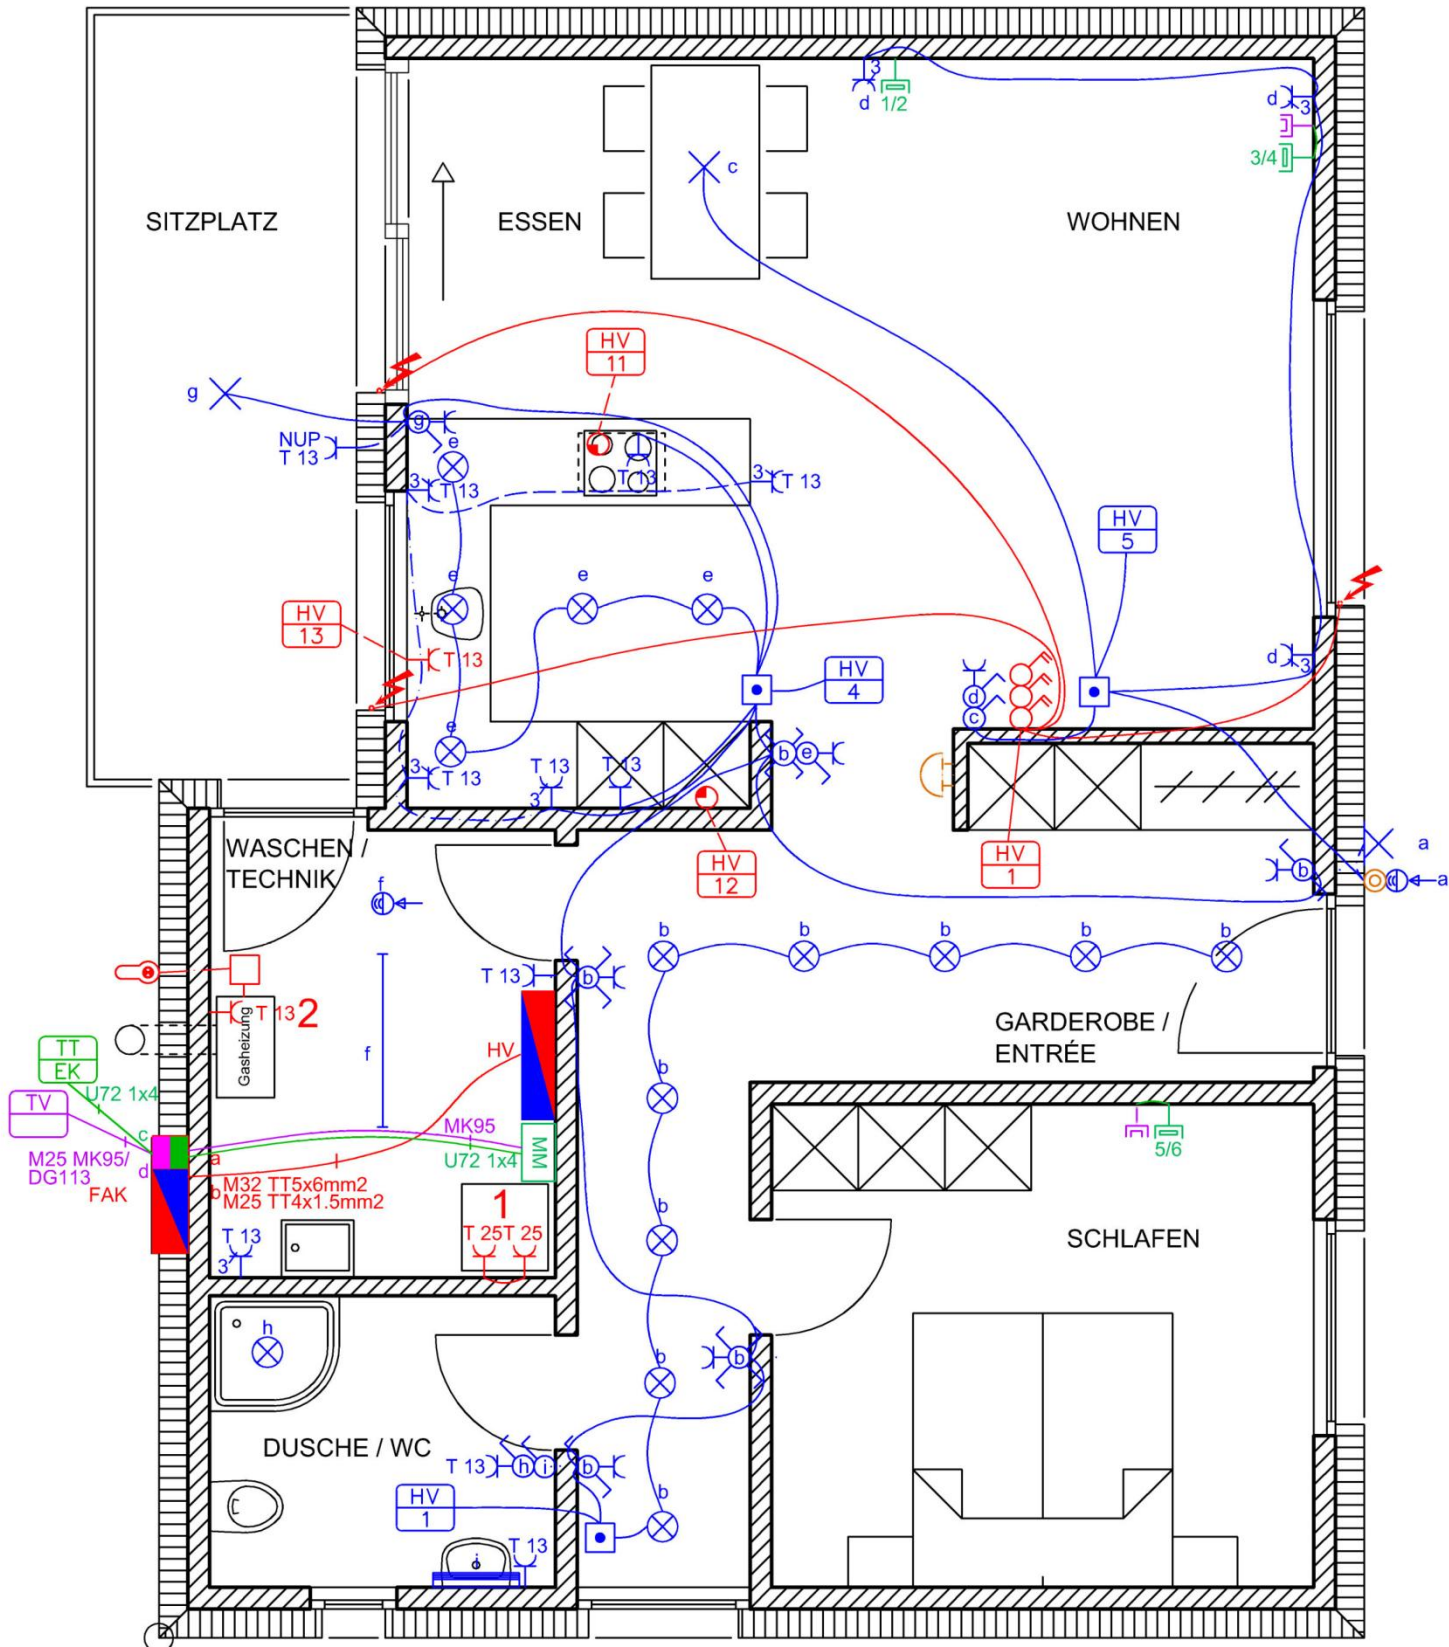 3
d
1/2
d
3
3/4
c
SITZPLATZ
ESSEN
WOHNEN
HV
11
g
g
NUP
T 13
e
T 13
3
T 13
3
T 13
HV
5
e
e
e
HV
13
T 13
d
3
HV
4
d
c
e
3
T 13
T 13
3
T 13
b
e
WASCHEN /
TECHNIK
HV
12
HV
1
a
b
a
f
b
b
b
b
b
T 13
b
T 13
2
Gasheizung
f
HV
GARDEROBE /
ENTRÉE
TT
EK
U72 1x4
TV
c
MK95
U72 1x4
MM
M25 MK95/
DG113
d
a
FAK
b
M32 TT5x6mm2
M25 TT4x1.5mm2
b
5/6
1
T 25
T 25
T 13
3
b
SCHLAFEN
h
b
b
DUSCHE / WC
T 13
h
i
b
HV
1
b
T 13
i